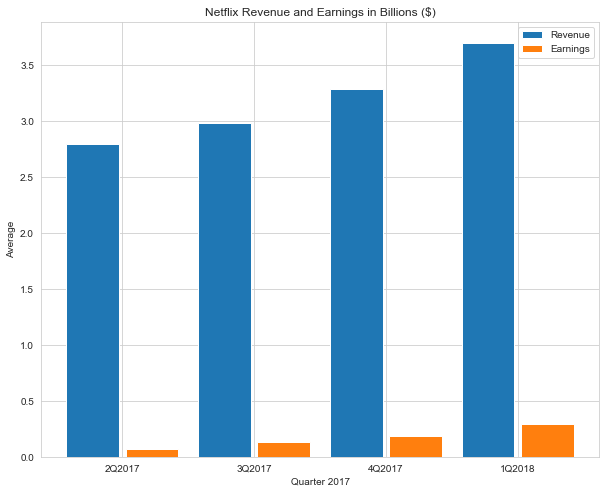 Netflix Revenue and Earnings in Billions ($)
Revenue
Earnings
3.5
3.0
2.5
2.0
1.5
1.0
0.5
0.0
Average
2Q2017 3Q2017 4Q2017 1Q2018
Quarter 2017